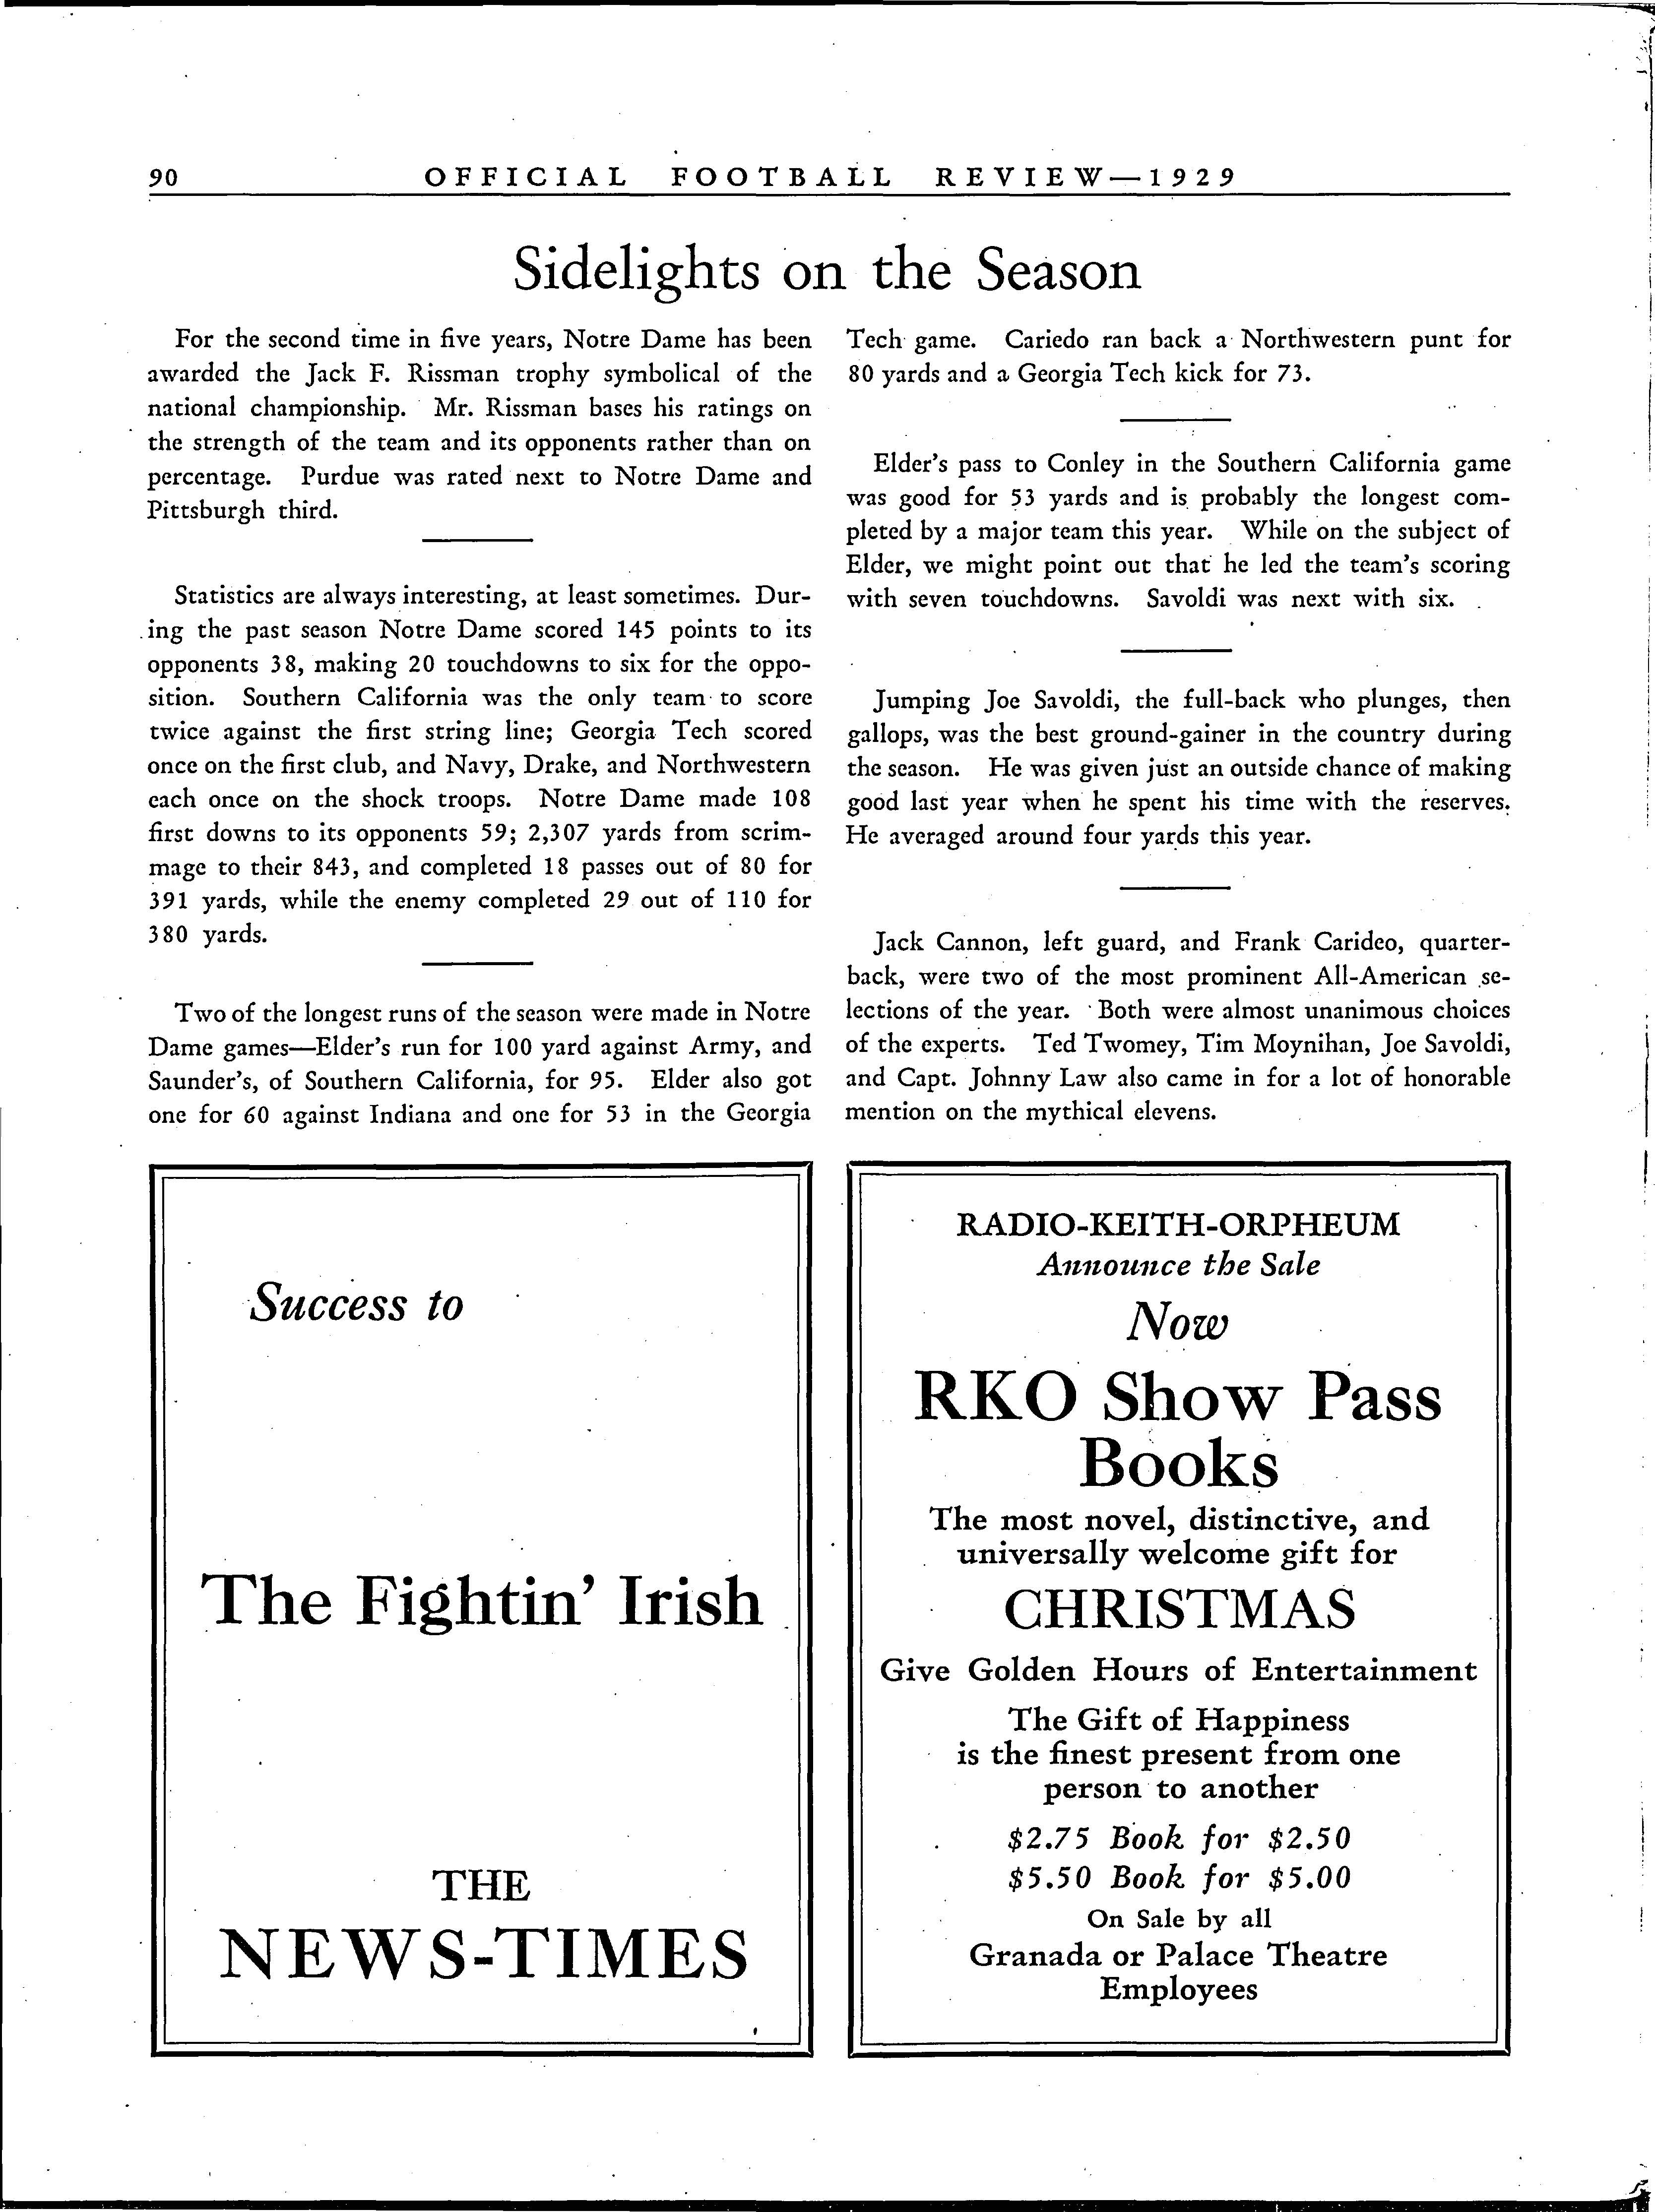 90
OFFICIAL FOOTBALL REVIEW—1929
Sidelights on the Season
For the second time in five years, Notre Dame has been
awarded the Jack F. Rissman trophy symbolical of the
national championship. Mr. Rissman bases his ratings on
the strength of the team and its opponents rather than on
percentage. Purdue was rated next to Notre Dame and
Pittsburgh third.
Statistics are always interesting, at least sometimes. Dur-
ing the past season Notre Dame scored 145 points to its
opponents 38, making 20 touchdowns to six for the oppo-
sition. Southern California was the only team to score
twice against the first string line; Georgia Tech scored
once on the first club, and Navy, Drake, and Northwestern
each once on the shock troops. Notre Dame made 108
first downs to its opponents 59; 2,307 yards from scrim-
mage to their 843, and completed 18 passes out of 80 for
391 yards, while the enemy completed 29 out of 110 for
380 yards.
Two of the longest runs of the season were made in Notre
Dame games—Elder's run for 100 yard against Army, and
Saunder's, of Southern California, for 95. Elder also got
one for 60 against Indiana and one for 53 in the Georgia
Tech game. Cariedo ran back a Northwestern punt for
80 yards and a Georgia Tech kick for 73.
Elder's pass to Conley in the Southern California game
was good for 53 yards and is probably the longest com-
pleted by a major team this year. While on the subject of
Elder, we might point out that he led the team's scoring
with seven touchdowns. Savoldi was next with six.
Jumping Joe Savoldi, the full-back who plunges, then
gallops, was the best ground-gainer in the country during
the season. He was given just an outside chance of making
good last year when he spent his time with the reserves.
He averaged around four yards this year.
Jack Cannon, left guard, and Frank Carideo, quarter-
back, were two of the most prominent All-American se-
lections of the year. Both were almost unanimous choices
of the experts. Ted Twomey, Tim Moynihan, Joe Savoldi,
and Capt. Johnny Law also came in for a lot of honorable
mention on the mythical elevens.
Success to
The Fightin' Irish
THE
NEWS-TIMES
RADIO-KEITH-ORPHEUM
Announce the Sale
Now
RKO Show Pass
Books
The most novel, distinctive, and
universally welcome gift for
CHRISTMAS
Give Golden Hours of Entertainment
The Gift of Happiness
is the finest present from one
person to another
$2.75 Book for $2.50
$5.50 Book for $5.00
On Sale by all
Granada or Palace Theatre
Employees